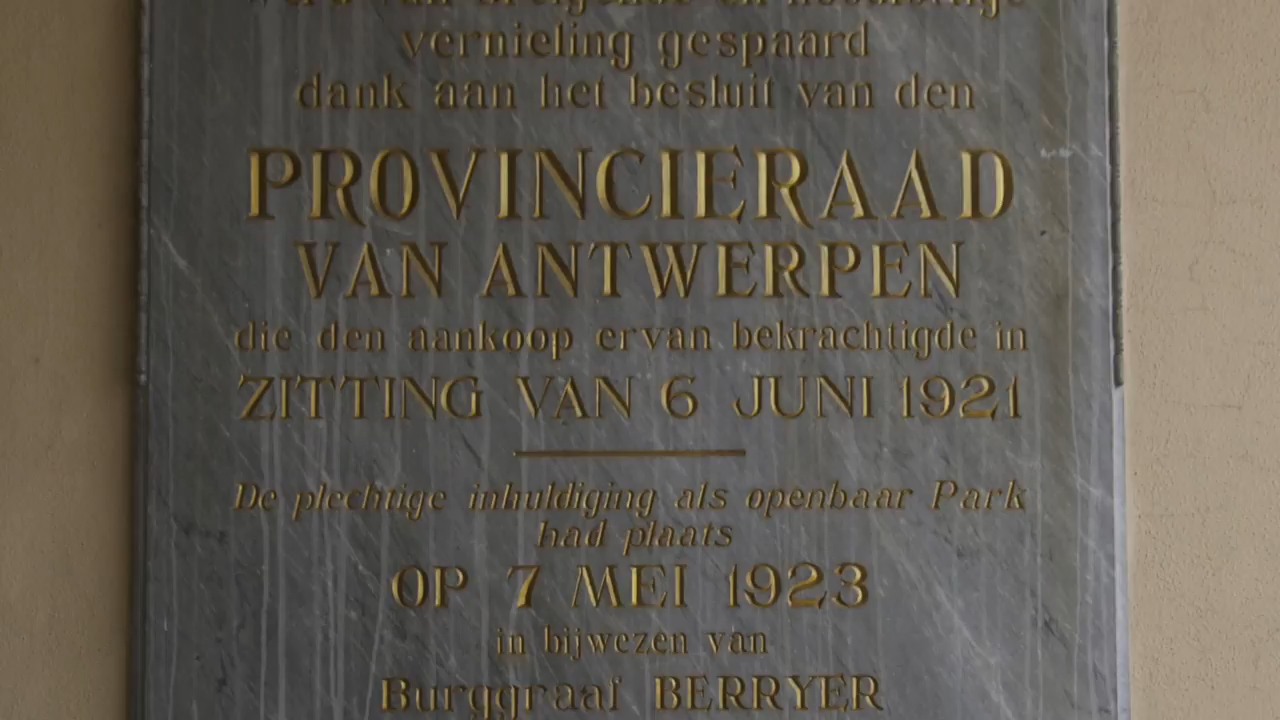 vernieling gespaard
dank aan het besluit van den
PROVINCIERAAD
VAN ANTWERPEN
die den aankoop ervan bekrachtigde in
ZITTING VAN 6 JUNI 1921
De plechtige inhuldiging als openbaar Park
had plaats
OP 7 MEI 1923
in bijwezen van
Burggraaf BERRYER